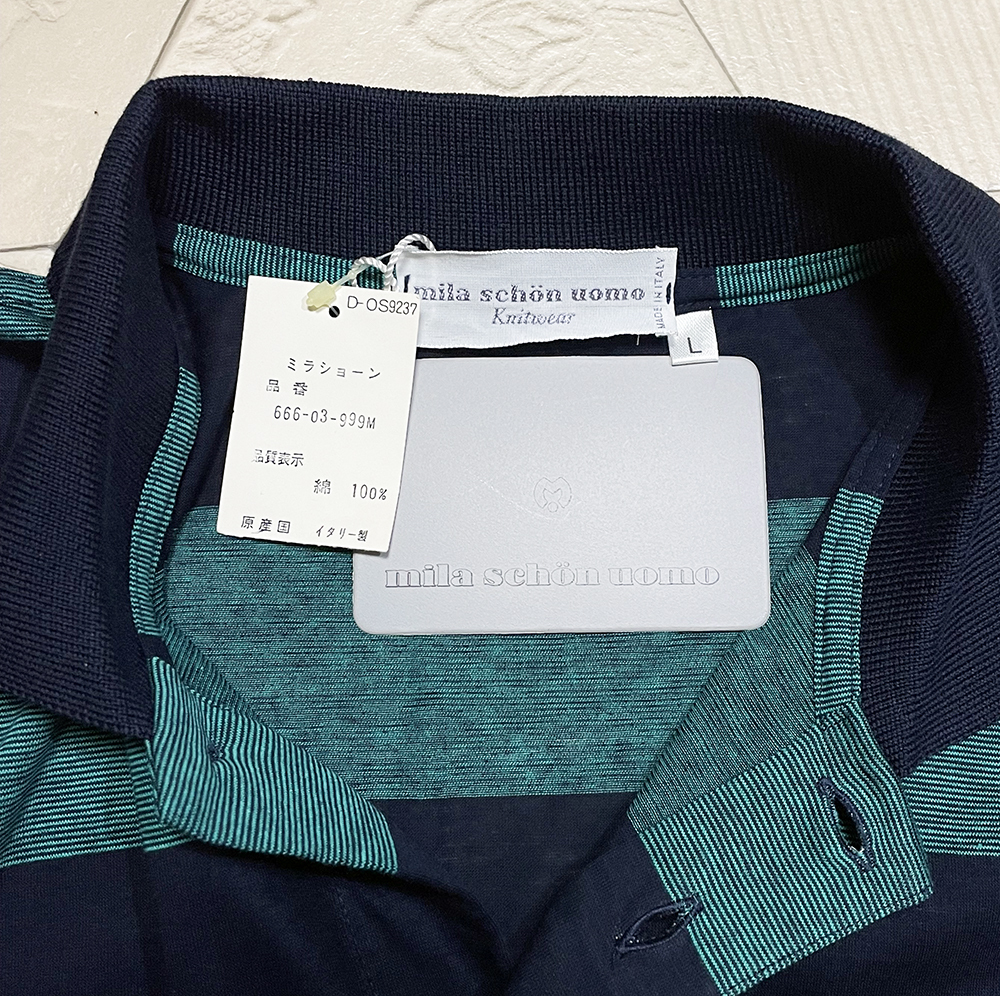 D-OS9237
ミラショーン
品番
666-03-999M
品質表示
綿 100%
原産国 イタリー製
mila schön uomo
Knitwear
MADE IN ITALY
L
mila schön uomo